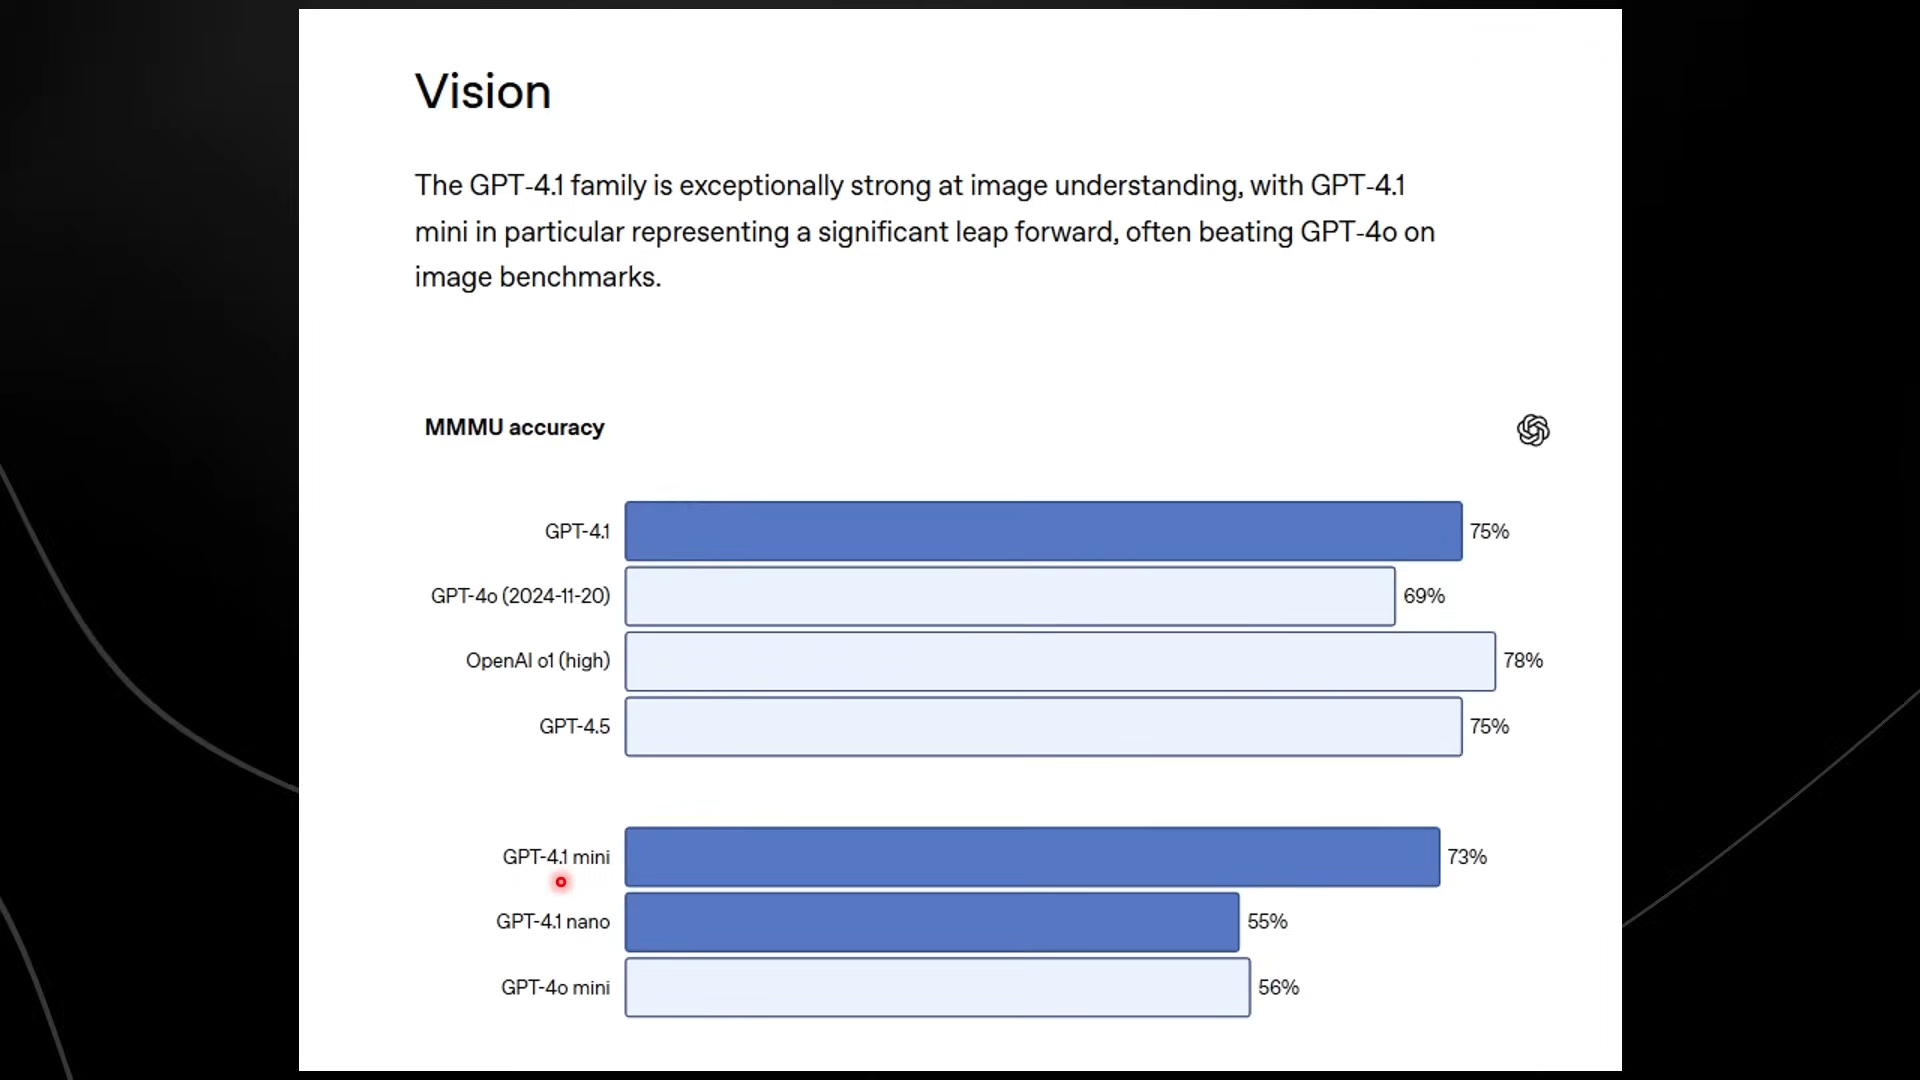 Vision
The GPT-4.1 family is exceptionally strong at image understanding, with GPT-4.1
mini in particular representing a significant leap forward, often beating GPT-4o on
image benchmarks.
MMMU accuracy
GPT-4.1 75%
GPT-4o (2024-11-20) 69%
OpenAI o1 (high) 78%
GPT-4.5 75%
GPT-4.1 mini 73%
GPT-4.1 nano 55%
GPT-4o mini 56%